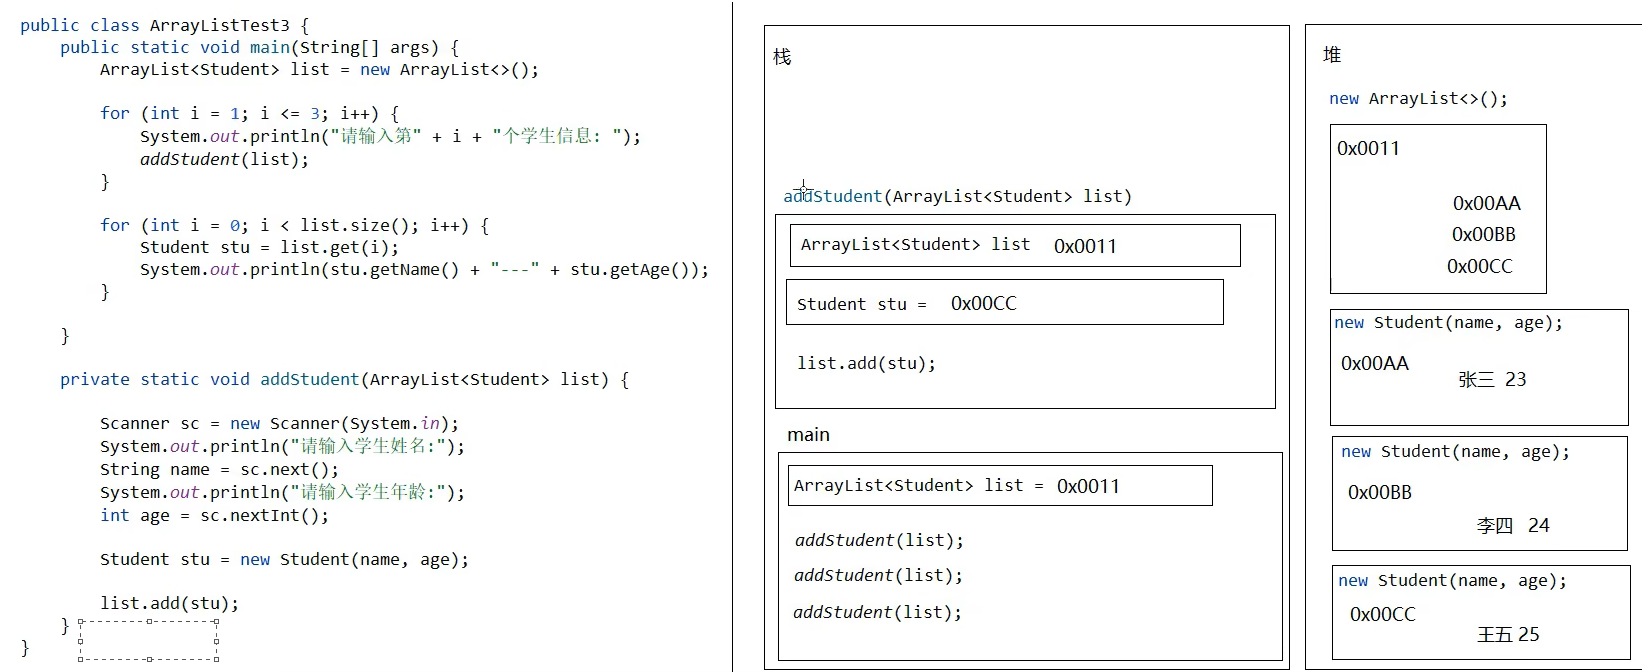 public class ArrayListTest3 {
public static void main(String[] args) {
ArrayList<Student> list = new ArrayList<>();
for (int i = 1; i <= 3; i++) {
System.out.println("请输入第" + i + "个学生信息: ");
addStudent(list);
}
for (int i = 0; i < list.size(); i++) {
Student stu = list.get(i);
System.out.println(stu.getName() + "---" + stu.getAge());
}
}
private static void addStudent(ArrayList<Student> list) {
Scanner sc = new Scanner(System.in);
System.out.println("请输入学生姓名:");
String name = sc.next();
System.out.println("请输入学生年龄:");
int age = sc.nextInt();
Student stu = new Student(name, age);
list.add(stu);
}
}
栈
addStudent(ArrayList<Student> list)
ArrayList<Student> list 0x0011
Student stu = 0x00CC
list.add(stu);
main
ArrayList<Student> list = 0x0011
addStudent(list);
addStudent(list);
addStudent(list);
堆
new ArrayList<>();
0x0011
0x00AA
0x00BB
0x00CC
new Student(name, age);
0x00AA
张三 23
new Student(name, age);
0x00BB
李四 24
new Student(name, age);
0x00CC
王五 25